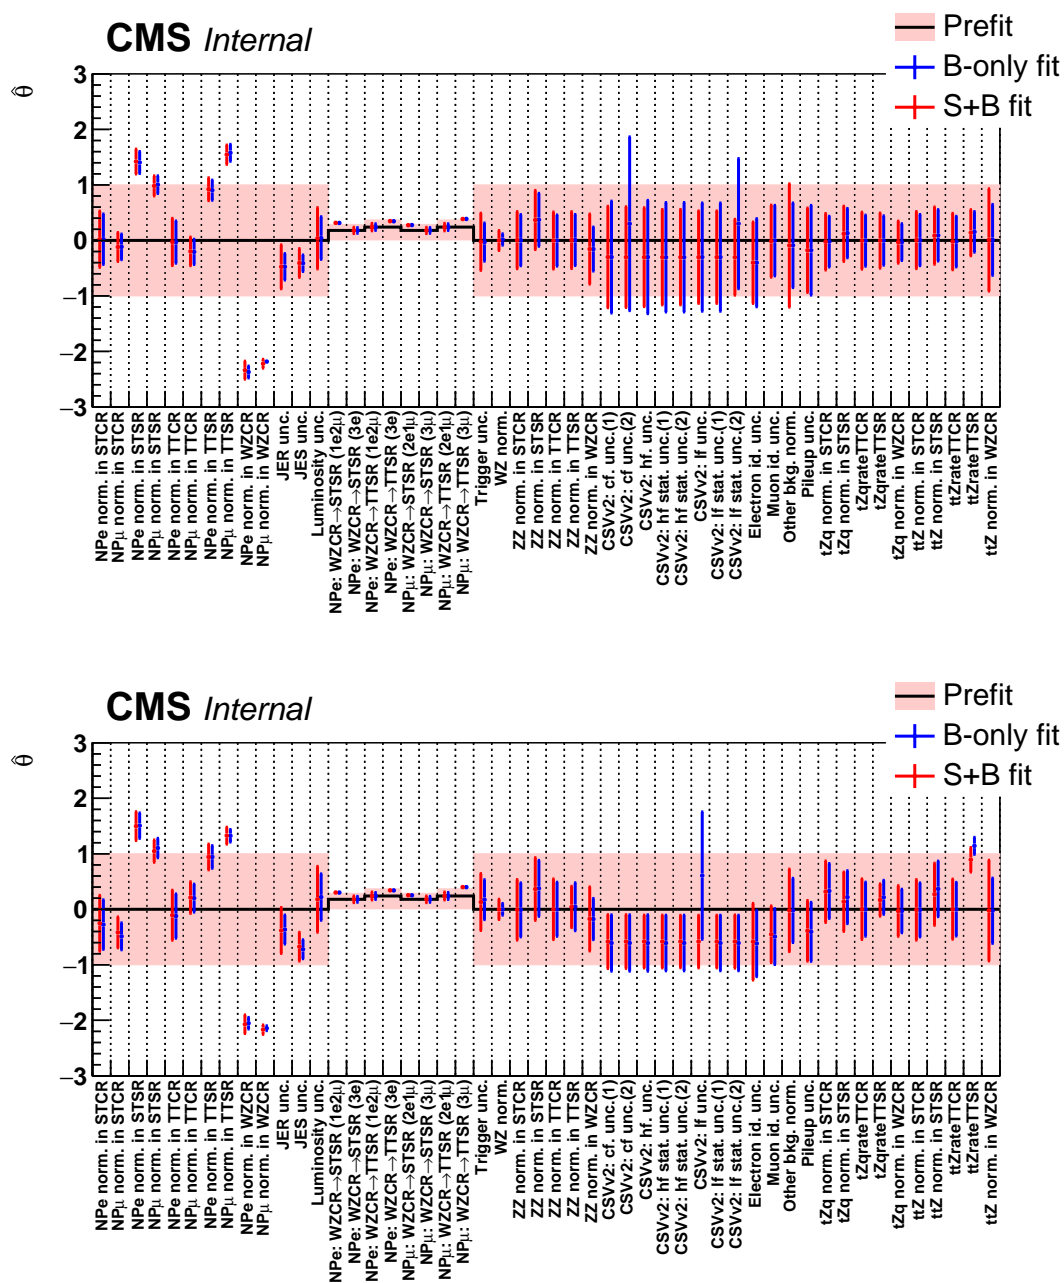 CMS Internal
Prefit
B-only fit
S+B fit
θ̂
3
2
1
0
−1
−2
−3
NPe norm. in STCR
NPμ norm. in STCR
NPe norm. in STSR
NPμ norm. in STSR
NPe norm. in TTCR
NPμ norm. in TTCR
NPe norm. in TTSR
NPμ norm. in TTSR
NPe norm. in WZCR
NPμ norm. in WZCR
JER unc.
JES unc.
Luminosity unc.
NPe: WZCR→STSR (1e2μ)
NPe: WZCR→STSR (3e)
NPe: WZCR→TTSR (1e2μ)
NPe: WZCR→TTSR (3e)
NPμ: WZCR→STSR (2e1μ)
NPμ: WZCR→STSR (3μ)
NPμ: WZCR→TTSR (2e1μ)
NPμ: WZCR→TTSR (3μ)
Trigger unc.
WZ norm.
ZZ norm. in STCR
ZZ norm. in STSR
ZZ norm. in TTCR
ZZ norm. in TTSR
ZZ norm. in WZCR
CSVv2: cf. unc.(1)
CSVv2: cf unc.(2)
CSVv2: hf. unc.
CSVv2: hf stat. unc.(1)
CSVv2: hf stat. unc.(2)
CSVv2: lf unc.
CSVv2: lf stat. unc.(1)
CSVv2: lf stat. unc.(2)
Electron id. unc.
Muon id. unc.
Other bkg. norm.
Pileup unc.
tZq norm. in STCR
tZq norm. in STSR
tZqrateTTCR
tZqrateTTSR
tZq norm. in WZCR
ttZ norm. in STCR
ttZ norm. in STSR
ttZrateTTCR
ttZrateTTSR
ttZ norm. in WZCR
CMS Internal
Prefit
B-only fit
S+B fit
θ̂
3
2
1
0
−1
−2
−3
NPe norm. in STCR
NPμ norm. in STCR
NPe norm. in STSR
NPμ norm. in STSR
NPe norm. in TTCR
NPμ norm. in TTCR
NPe norm. in TTSR
NPμ norm. in TTSR
NPe norm. in WZCR
NPμ norm. in WZCR
JER unc.
JES unc.
Luminosity unc.
NPe: WZCR→STSR (1e2μ)
NPe: WZCR→STSR (3e)
NPe: WZCR→TTSR (1e2μ)
NPe: WZCR→TTSR (3e)
NPμ: WZCR→STSR (2e1μ)
NPμ: WZCR→STSR (3μ)
NPμ: WZCR→TTSR (2e1μ)
NPμ: WZCR→TTSR (3μ)
Trigger unc.
WZ norm.
ZZ norm. in STCR
ZZ norm. in STSR
ZZ norm. in TTCR
ZZ norm. in TTSR
ZZ norm. in WZCR
CSVv2: cf. unc.(1)
CSVv2: cf unc.(2)
CSVv2: hf. unc.
CSVv2: hf stat. unc.(1)
CSVv2: hf stat. unc.(2)
CSVv2: lf unc.
CSVv2: lf stat. unc.(1)
CSVv2: lf stat. unc.(2)
Electron id. unc.
Muon id. unc.
Other bkg. norm.
Pileup unc.
tZq norm. in STCR
tZq norm. in STSR
tZqrateTTCR
tZqrateTTSR
tZq norm. in WZCR
ttZ norm. in STCR
ttZ norm. in STSR
ttZrateTTCR
ttZrateTTSR
ttZ norm. in WZCR